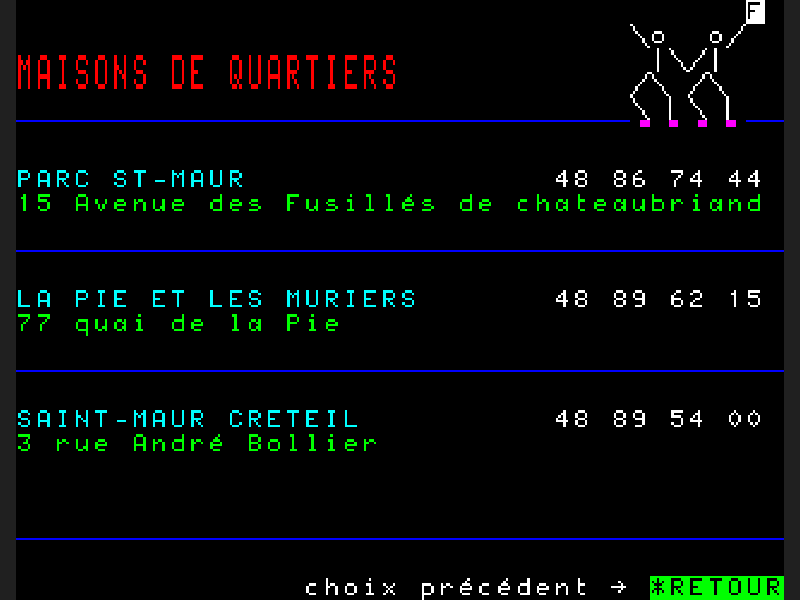 F
MAISONS DE QUARTIERS
PARC ST-MAUR 48 86 74 44
15 Avenue des Fusillés de chateaubriand
LA PIE ET LES MURIERS 48 89 62 15
77 quai de la Pie
SAINT-MAUR CRETEIL 48 89 54 00
3 rue André Bollier
choix précédent → *RETOUR